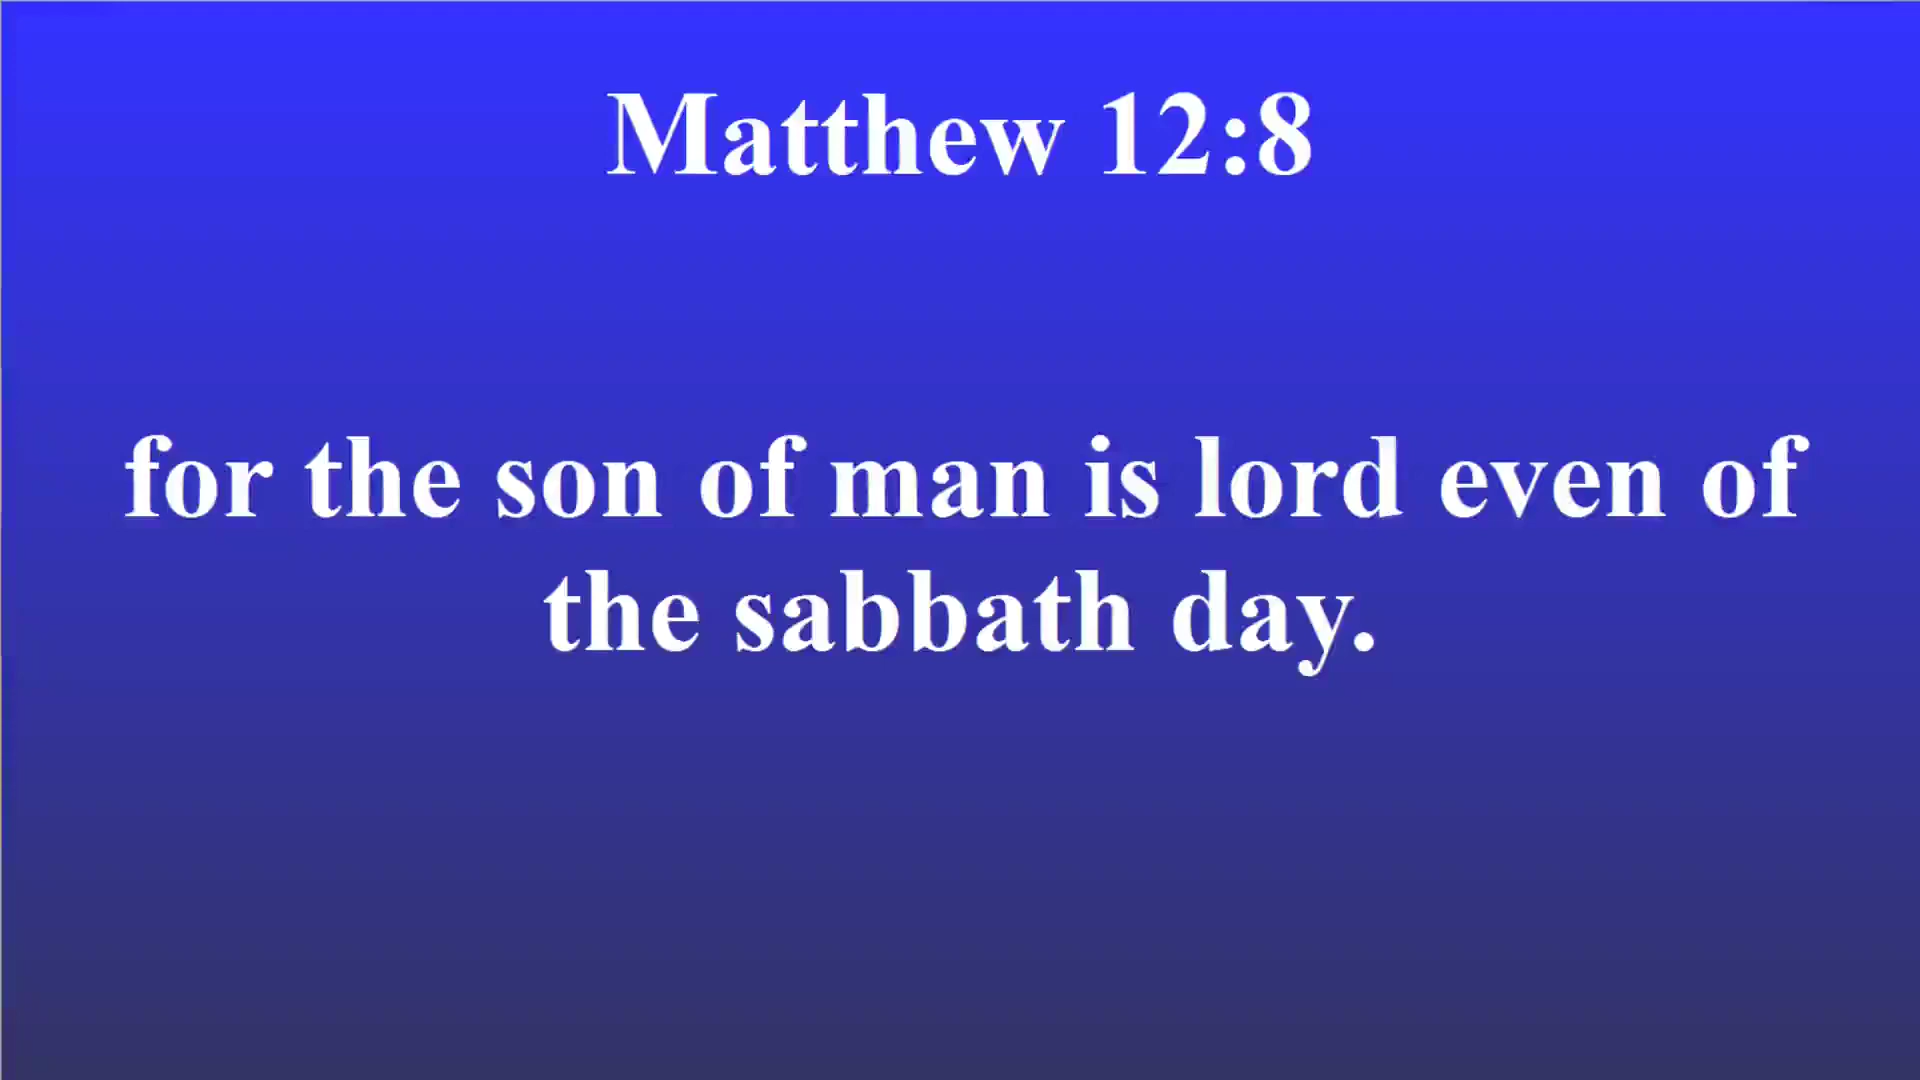 Matthew 12:8
for the son of man is lord even of
the sabbath day.